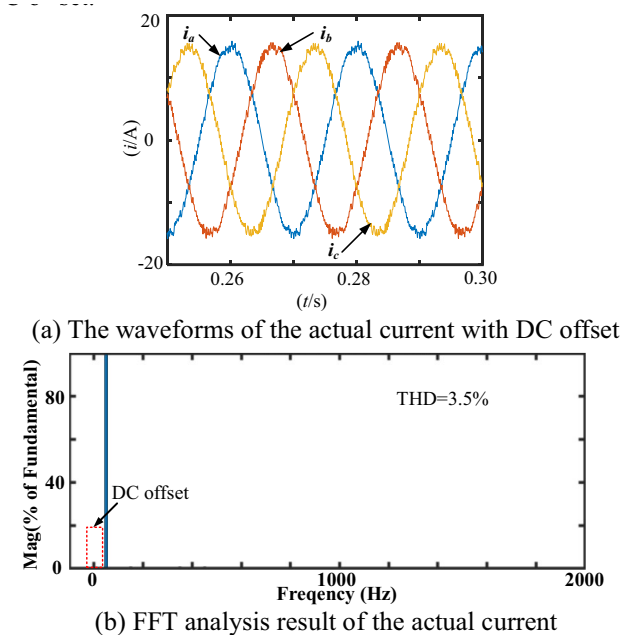 i_a
i_b
20
(i/A)
0
i_c
-20
0.26
0.28
0.30
(t/s)
(a) The waveforms of the actual current with DC offset
Mag(% of Fundamental)
80
THD=3.5%
40
DC offset
0
0
1000
2000
Freqency (Hz)
(b) FFT analysis result of the actual current